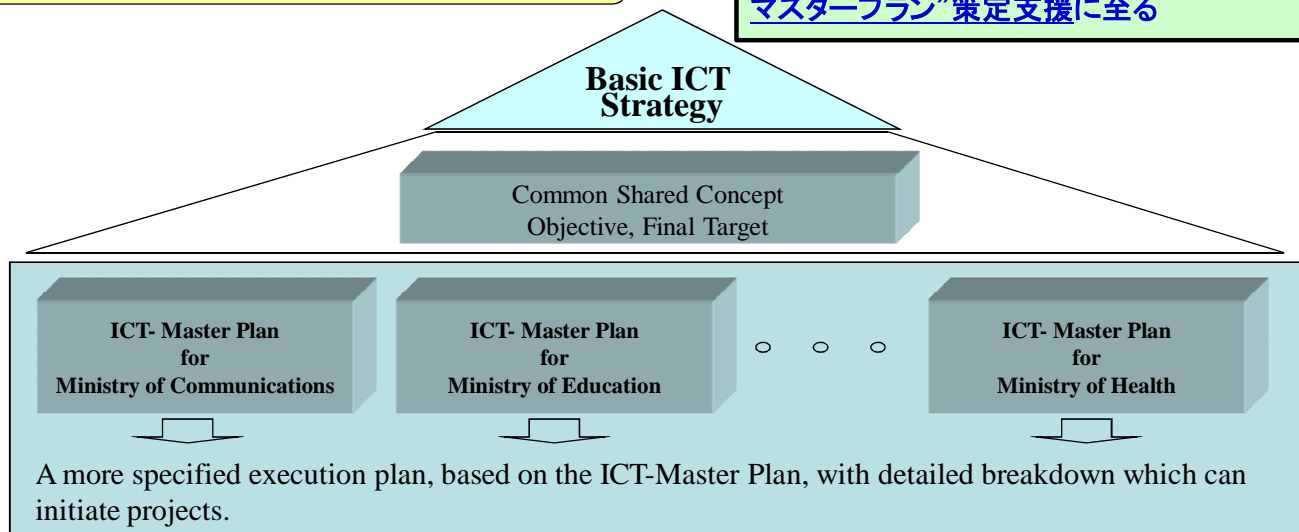 マスタープラン”策定支援に全る
Basic ICT
Strategy
Common Shared Concept
Objective, Final Target
ICT- Master Plan
for
Ministry of Communications
ICT- Master Plan
for
Ministry of Education
ICT- Master Plan
for
Ministry of Health
A more specified execution plan, based on the ICT-Master Plan, with detailed breakdown which can
initiate projects.